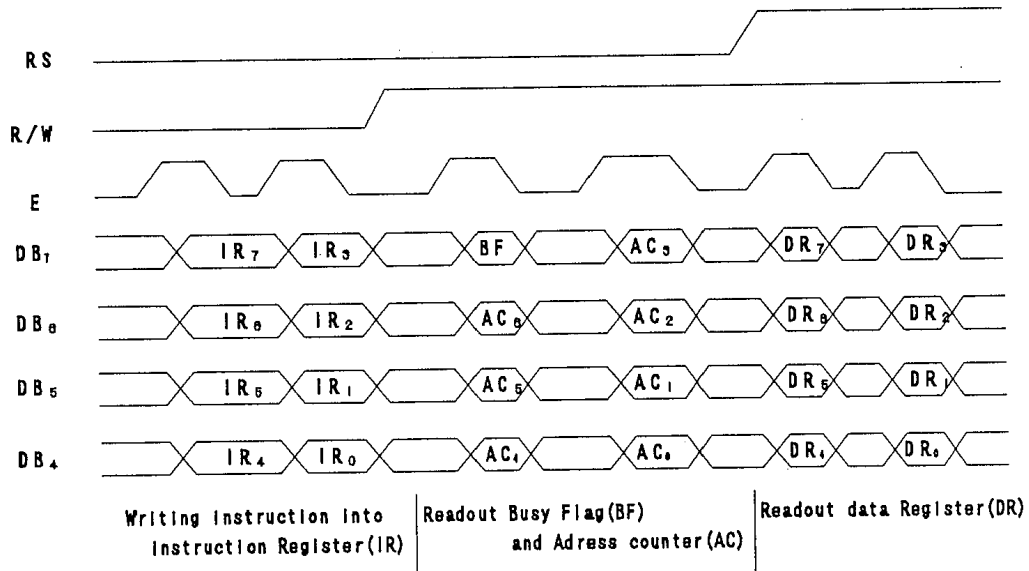 RS
R/W
E
DB₇ IR₇ IR₃ BF AC₃ DR₇ DR₃
DB₆ IR₆ IR₂ AC₆ AC₂ DR₆ DR₂
DB₅ IR₅ IR₁ AC₅ AC₁ DR₅ DR₁
DB₄ IR₄ IR₀ AC₄ AC₀ DR₄ DR₀
Writing instruction into
instruction Register(IR)
Readout Busy Flag(BF)
and Adress counter(AC)
Readout data Register(DR)